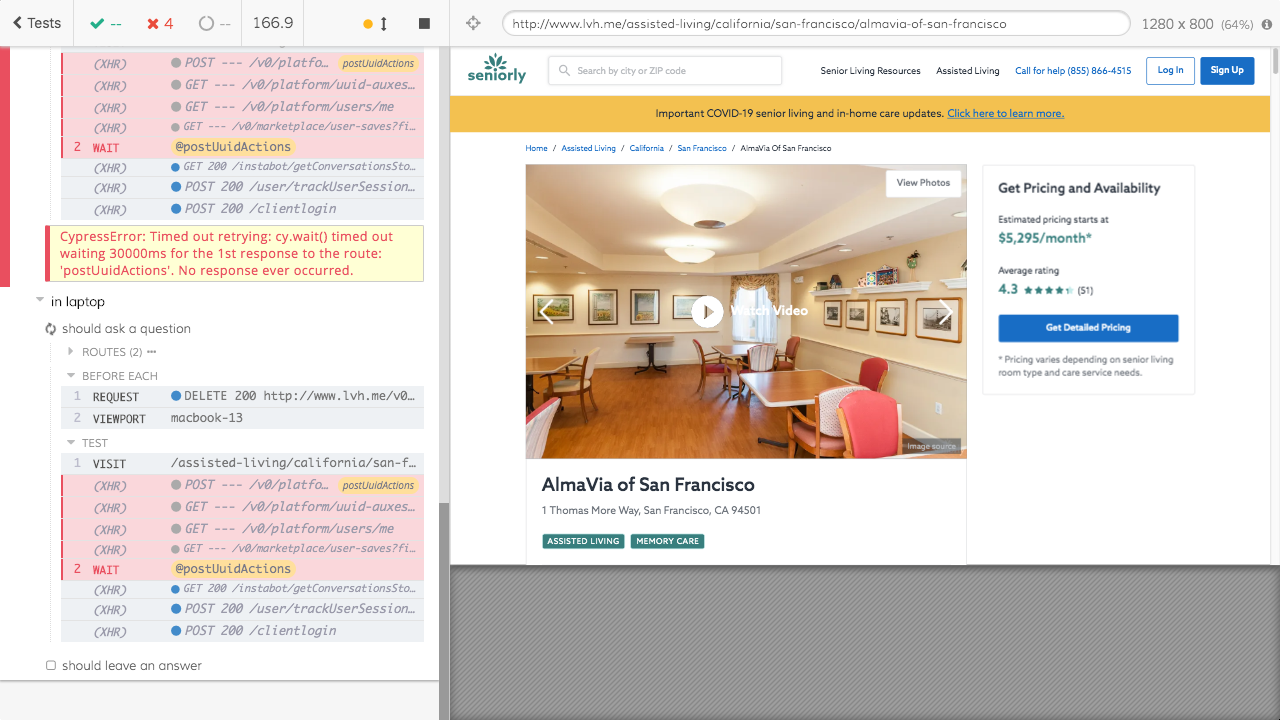 Tests
--
4
--
166.9
http://www.lvh.me/assisted-living/california/san-francisco/almavia-of-san-francisco
1280 x 800 (64%)
(XHR) POST --- /v0/platfo... postUuidActions
(XHR) GET --- /v0/platform/uuid-auxes...
(XHR) GET --- /v0/platform/users/me
(XHR) GET --- /v0/marketplace/user-saves?fi...
2 WAIT @postUuidActions
(XHR) GET 200 /instabot/getConversationsSto...
(XHR) POST 200 /user/trackUserSession...
(XHR) POST 200 /clientlogin
CypressError: Timed out retrying: cy.wait() timed out
waiting 30000ms for the 1st response to the route:
'postUuidActions'. No response ever occurred.
in laptop
should ask a question
ROUTES (2)
BEFORE EACH
1 REQUEST DELETE 200 http://www.lvh.me/v0...
2 VIEWPORT macbook-13
TEST
1 VISIT /assisted-living/california/san-f...
(XHR) POST --- /v0/platfo... postUuidActions
(XHR) GET --- /v0/platform/uuid-auxes...
(XHR) GET --- /v0/platform/users/me
(XHR) GET --- /v0/marketplace/user-saves?fi...
2 WAIT @postUuidActions
(XHR) GET 200 /instabot/getConversationsSto...
(XHR) POST 200 /user/trackUserSession...
(XHR) POST 200 /clientlogin
should leave an answer
seniorly
Search by city or ZIP code
Senior Living Resources
Assisted Living
Call for help (855) 866-4515
Log In
Sign Up
Important COVID-19 senior living and in-home care updates. Click here to learn more.
Home / Assisted Living / California / San Francisco / AlmaVia Of San Francisco
View Photos
Watch Video
Image source
AlmaVia of San Francisco
1 Thomas More Way, San Francisco, CA 94501
ASSISTED LIVING
MEMORY CARE
Get Pricing and Availability
Estimated pricing starts at
$5,295/month*
Average rating
4.3 (51)
Get Detailed Pricing
* Pricing varies depending on senior living
room type and care service needs.